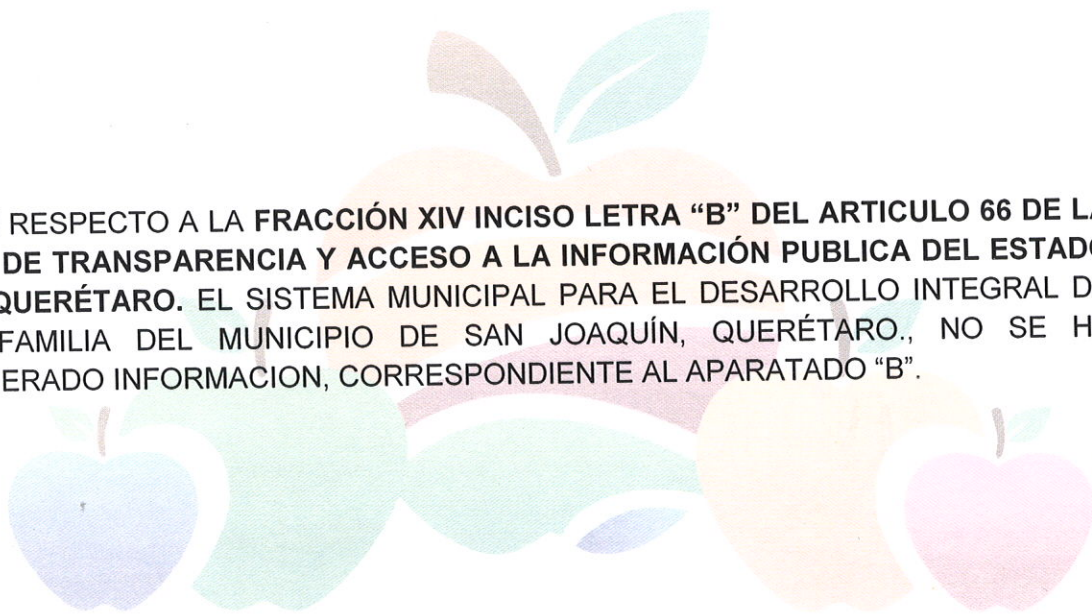 RESPECTO A LA FRACCIÓN XIV INCISO LETRA “B” DEL ARTICULO 66 DE LA
DE TRANSPARENCIA Y ACCESO A LA INFORMACIÓN PUBLICA DEL ESTADO
QUERÉTARO. EL SISTEMA MUNICIPAL PARA EL DESARROLLO INTEGRAL D
FAMILIA DEL MUNICIPIO DE SAN JOAQUÍN, QUERÉTARO., NO SE H
ERADO INFORMACION, CORRESPONDIENTE AL APARATADO “B”.